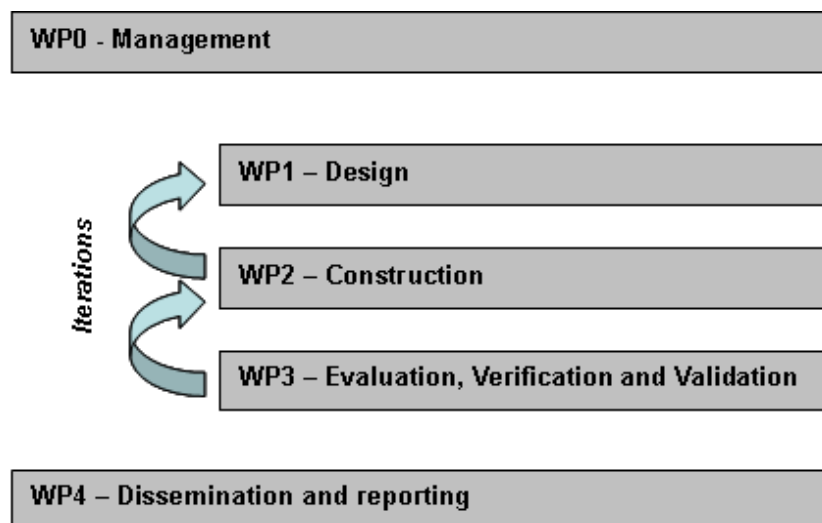 WP0 - Management
WP1 – Design
Iterations
WP2 – Construction
WP3 – Evaluation, Verification and Validation
WP4 – Dissemination and reporting